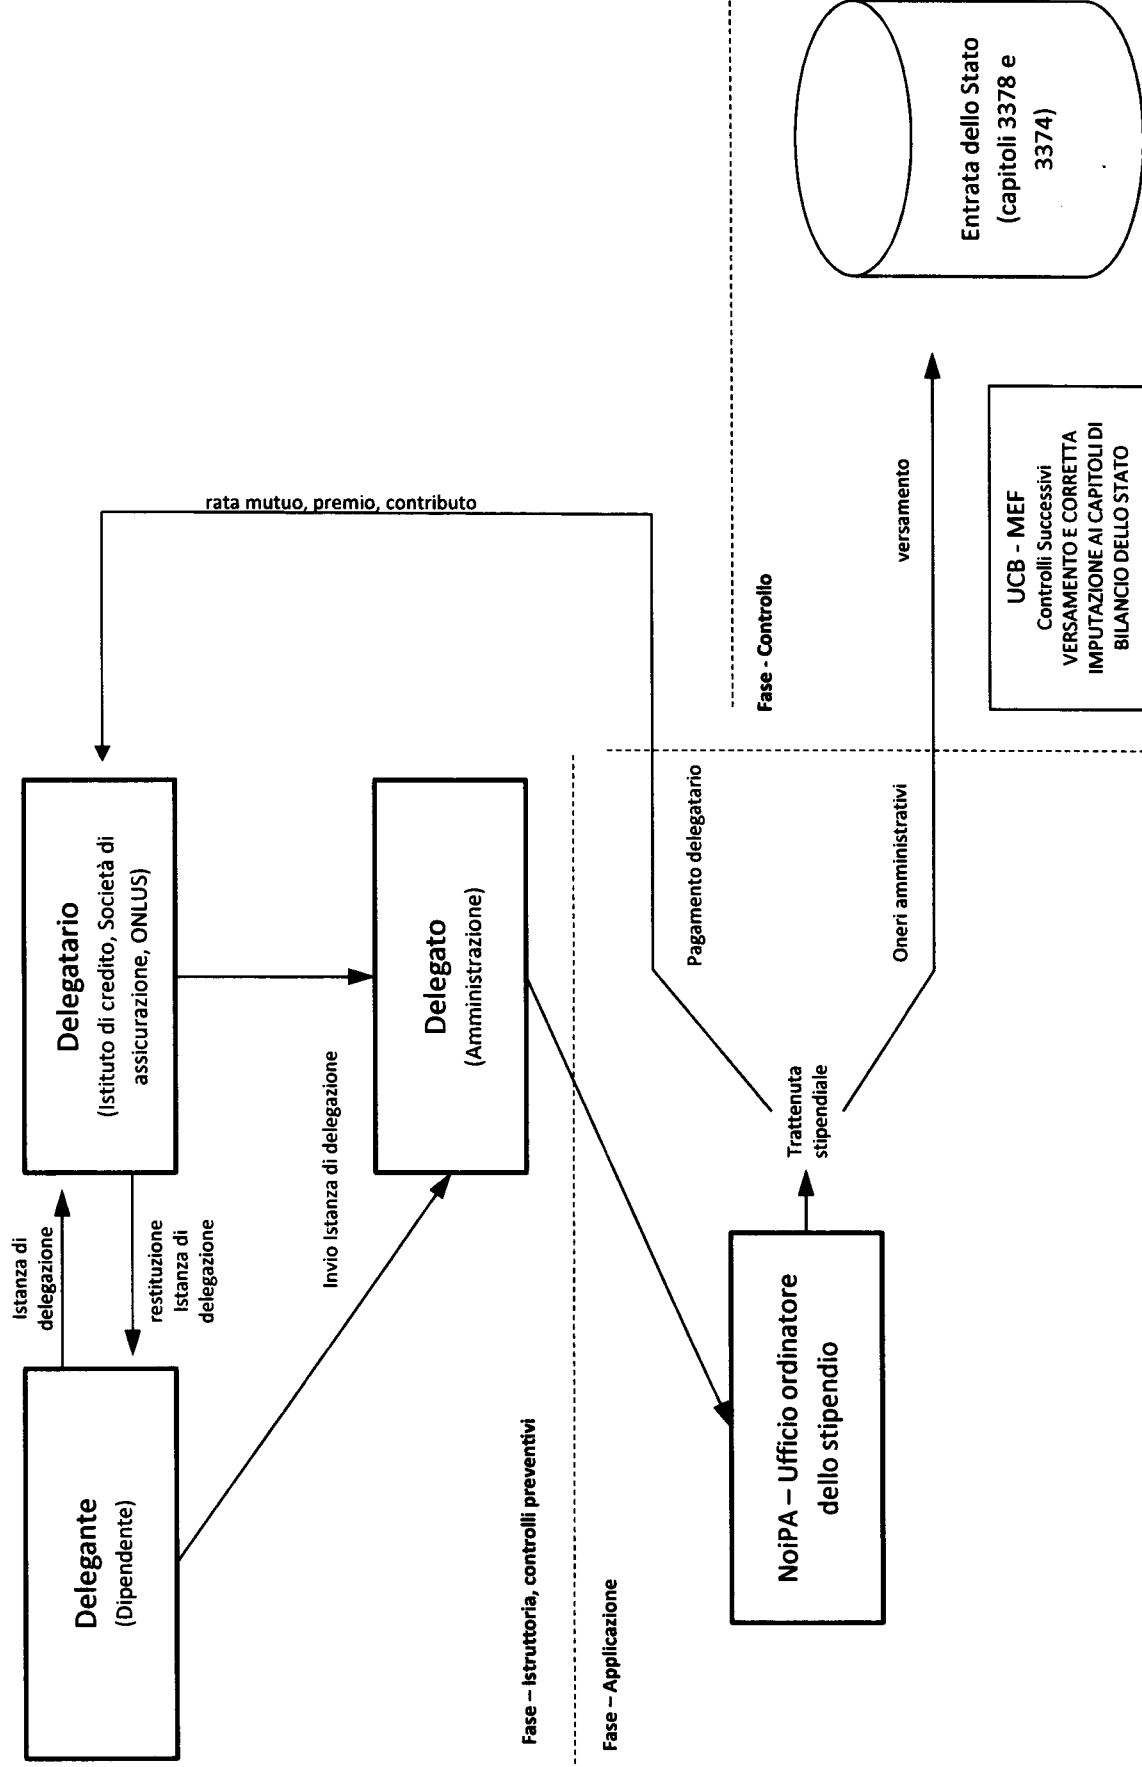 Delegante
(Dipendente)
Istanza di
delegazione
restituzione
Istanza di
delegazione
Delegatario
(Istituto di credito, Società di
assicurazione, ONLUS)
rata mutuo, premio, contributo
Invio Istanza di delegazione
Delegato
(Amministrazione)
Fase – Istruttoria, controlli preventivi
Fase – Applicazione
NoiPA – Ufficio ordinatore
dello stipendio
Trattenuta
stipendiale
Pagamento delegatario
Oneri amministrativi
Fase - Controllo
versamento
UCB - MEF
Controlli Successivi
VERSAMENTO E CORRETTA
IMPUTAZIONE AI CAPITOLI DI
BILANCIO DELLO STATO
Entrata dello Stato
(capitoli 3378 e
3374)